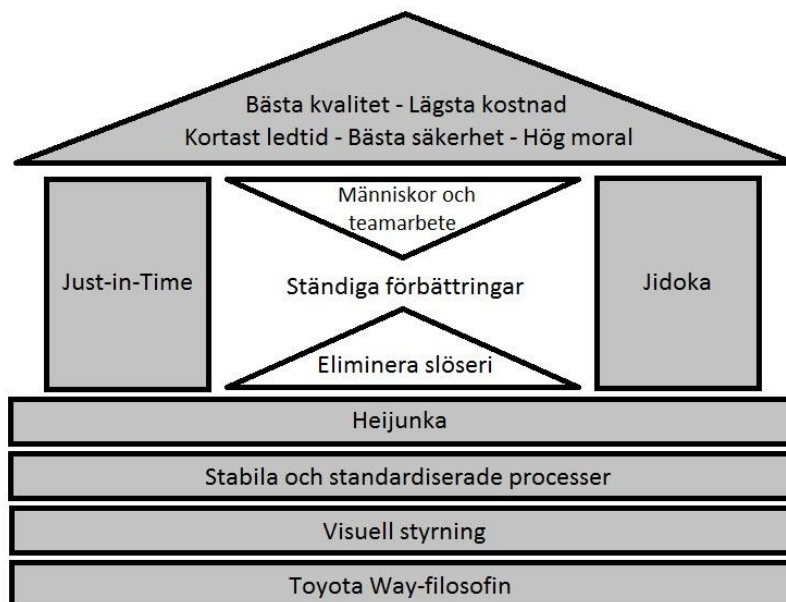 Bästa kvalitet - Lägsta kostnad
Kortast ledtid - Bästa säkerhet - Hög moral
Människor och
teamarbete
Just-in-Time
Ständiga förbättringar
Jidoka
Eliminera slöseri
Heijunka
Stabila och standardiserade processer
Visuell styrning
Toyota Way-filosofin